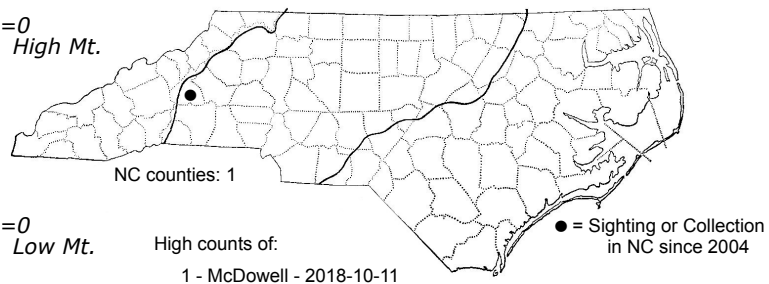 =0
High Mt.
NC counties: 1
=0
Low Mt.
High counts of:
1 - McDowell - 2018-10-11
● = Sighting or Collection
in NC since 2004